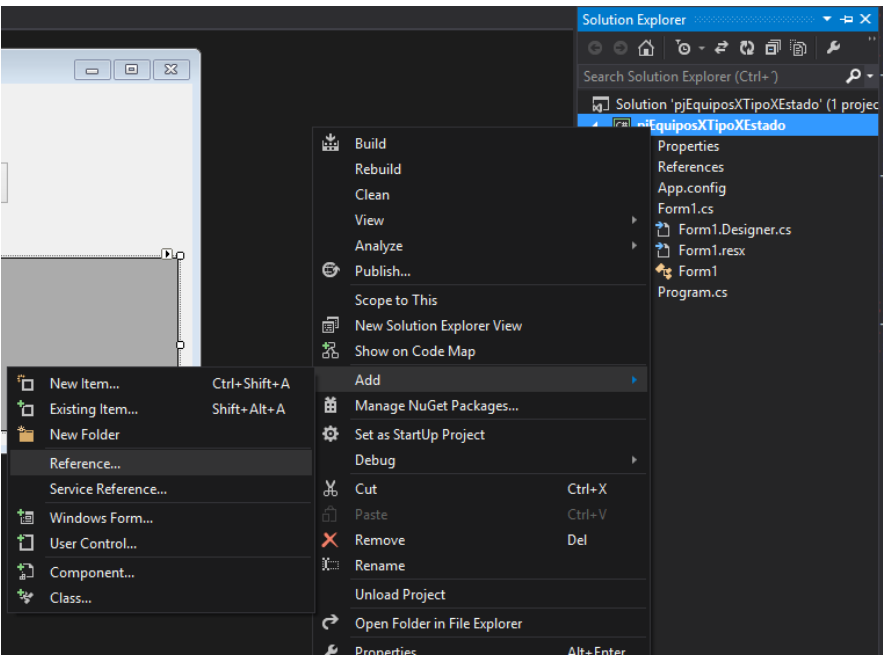 Solution Explorer
Search Solution Explorer (Ctrl+´)
Solution 'pjEquiposXTipoXEstado' (1 projec
C# pjEquiposXTipoXEstado
Properties
References
App.config
Form1.cs
Form1.Designer.cs
Form1.resx
Form1
Program.cs
Build
Rebuild
Clean
View
Analyze
Publish...
Scope to This
New Solution Explorer View
Show on Code Map
Add
Manage NuGet Packages...
Set as StartUp Project
Debug
Cut Ctrl+X
Paste Ctrl+V
Remove Del
Rename
Unload Project
Open Folder in File Explorer
Properties Alt+Enter
New Item... Ctrl+Shift+A
Existing Item... Shift+Alt+A
New Folder
Reference...
Service Reference...
Windows Form...
User Control...
Component...
Class...